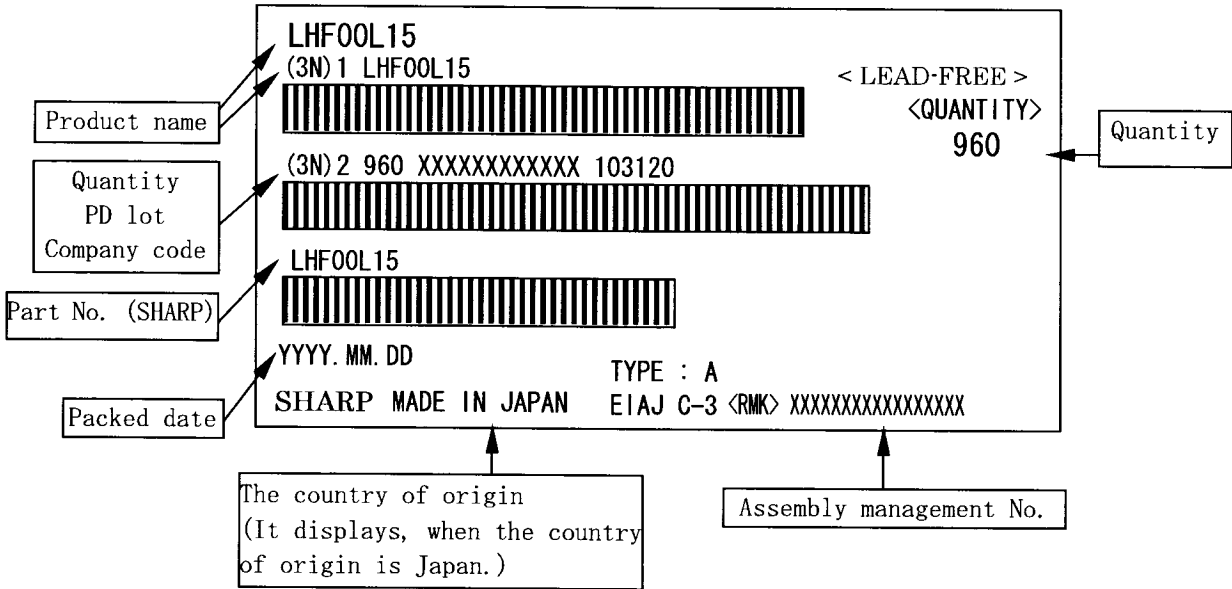 LHF00L15
(3N)1 LHF00L15
< LEAD-FREE >
<QUANTITY>
960
Product name
Quantity
(3N)2 960 XXXXXXXXXXXX 103120
Quantity
PD lot
Company code
LHF00L15
Part No. (SHARP)
YYYY.MM.DD
TYPE : A
SHARP MADE IN JAPAN
EIAJ C-3 <RMK> XXXXXXXXXXXXXXXXX
Packed date
The country of origin
(It displays, when the country
of origin is Japan.)
Assembly management No.